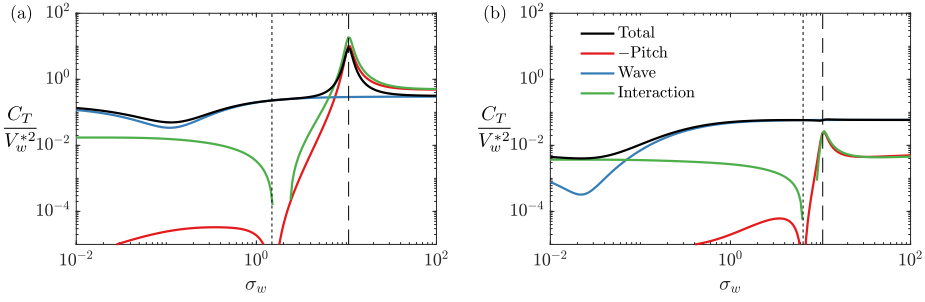 (a)
10^2
10^0
10^{-2}
10^{-4}
C_T
V_w^{*2}
10^{-2}
10^0
10^2
σ_w
(b)
10^2
10^0
10^{-2}
10^{-4}
C_T
V_w^{*2}
Total
−Pitch
Wave
Interaction
10^{-2}
10^0
10^2
σ_w